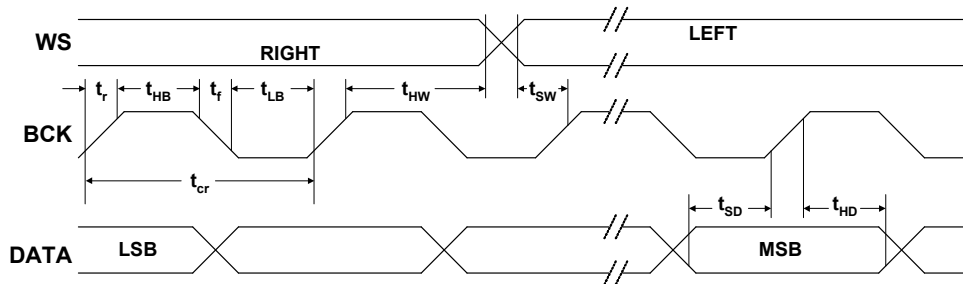 WS
RIGHT
LEFT
tr tHB tf tLB tHW tSW
BCK
tcr
tSD tHD
DATA LSB MSB